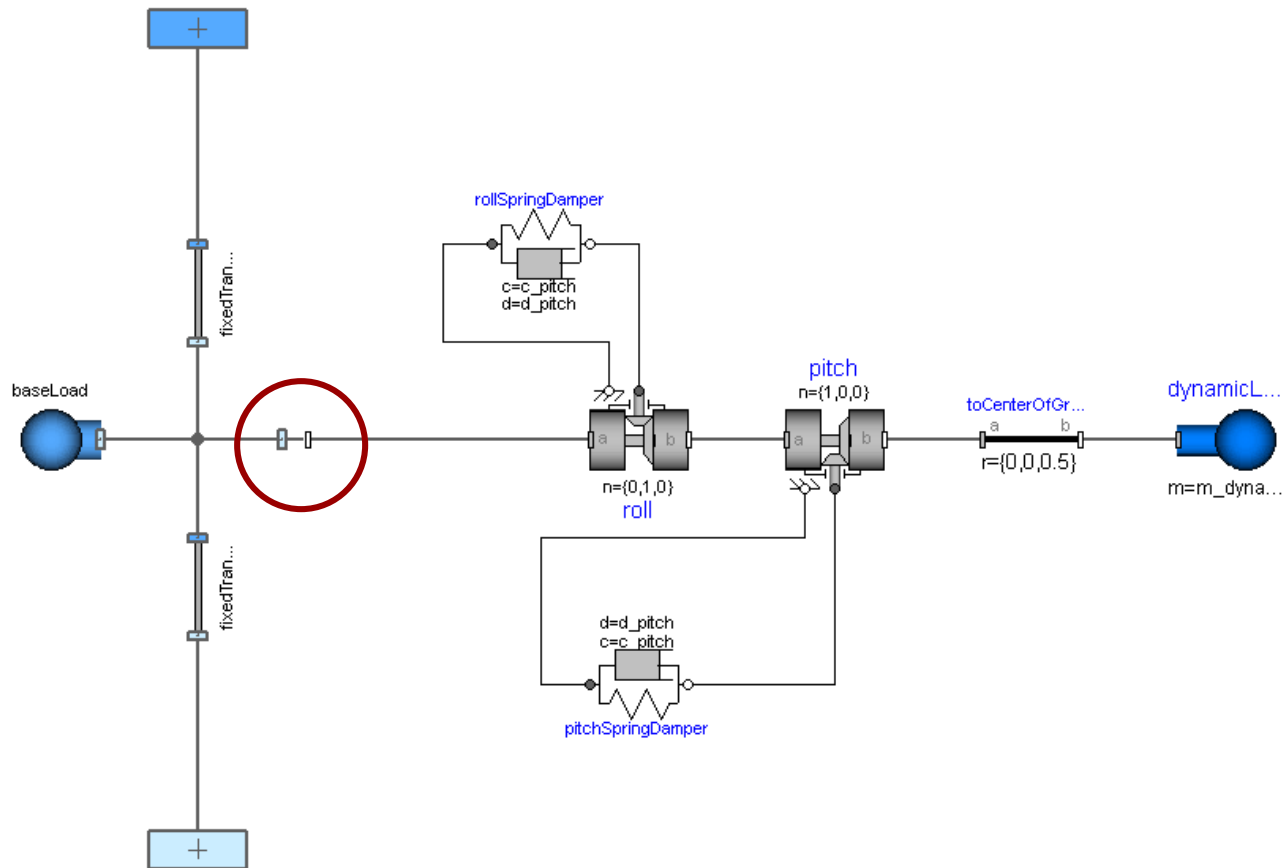 rollSpringDamper
c=c_pitch
d=d_pitch
fixedTran...
baseLoad
pitch
n={1,0,0}
a
b
n={0,1,0}
roll
a
b
toCenterOfGr...
a
b
r={0,0,0.5}
dynamicL...
m=m_dyna...
fixedTran...
d=d_pitch
c=c_pitch
pitchSpringDamper